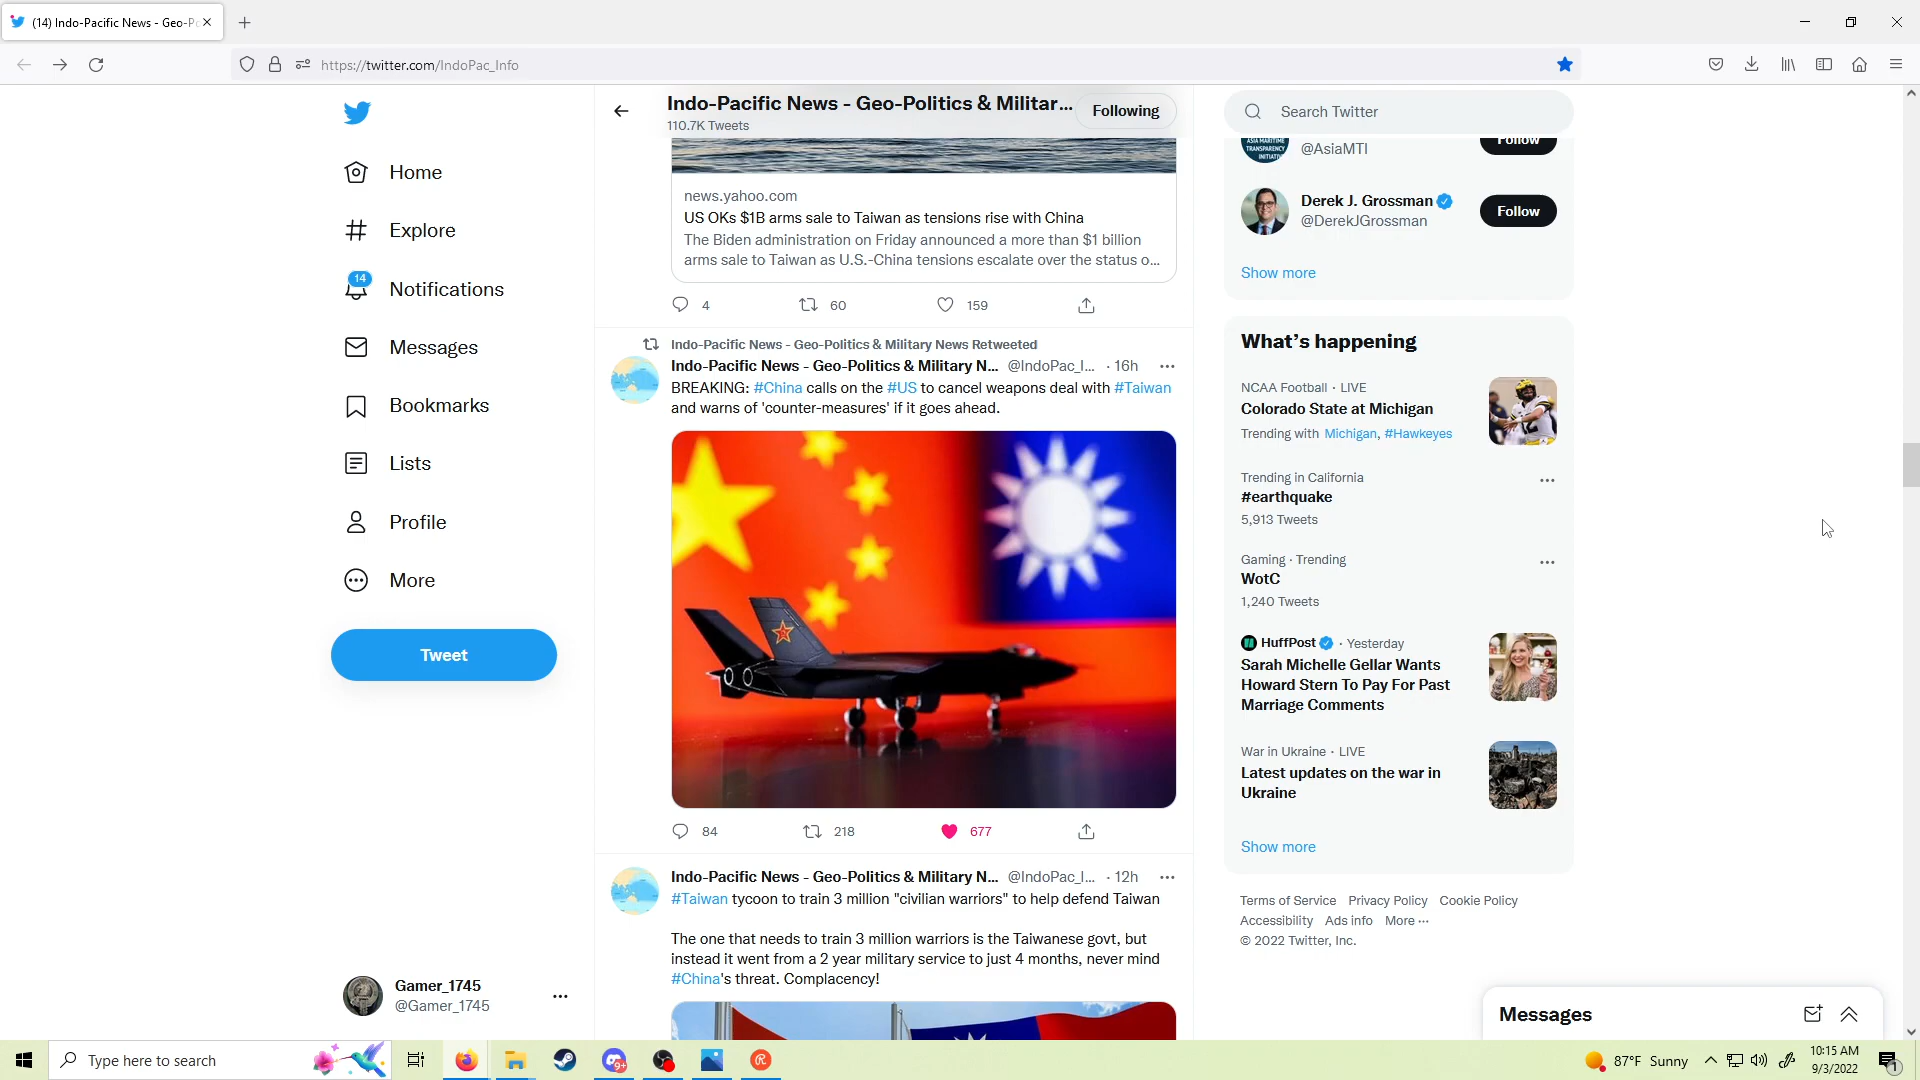 (14) Indo-Pacific News - Geo-Po
https://twitter.com/IndoPac_Info
Home
Explore
14
Notifications
Messages
Bookmarks
Lists
Profile
More
Tweet
Gamer_1745
@Gamer_1745
Indo-Pacific News - Geo-Politics & Militar...
110.7K Tweets
Following
news.yahoo.com
US OKs $1B arms sale to Taiwan as tensions rise with China
The Biden administration on Friday announced a more than $1 billion
arms sale to Taiwan as U.S.-China tensions escalate over the status o...
4 60 159
Indo-Pacific News - Geo-Politics & Military News Retweeted
Indo-Pacific News - Geo-Politics & Military N... @IndoPac_I... · 16h
BREAKING: #China calls on the #US to cancel weapons deal with #Taiwan
and warns of 'counter-measures' if it goes ahead.
84 218 677
Indo-Pacific News - Geo-Politics & Military N... @IndoPac_I... · 12h
#Taiwan tycoon to train 3 million "civilian warriors" to help defend Taiwan
The one that needs to train 3 million warriors is the Taiwanese govt, but
instead it went from a 2 year military service to just 4 months, never mind
#China's threat. Complacency!
Search Twitter
ASIA MARITIME
TRANSPARENCY
INITIATIVE
@AsiaMTI
Follow
Derek J. Grossman
@DerekJGrossman
Follow
Show more
What's happening
NCAA Football · LIVE
Colorado State at Michigan
Trending with Michigan, #Hawkeyes
Trending in California
#earthquake
5,913 Tweets
Gaming · Trending
WotC
1,240 Tweets
HuffPost · Yesterday
Sarah Michelle Gellar Wants
Howard Stern To Pay For Past
Marriage Comments
War in Ukraine · LIVE
Latest updates on the war in
Ukraine
Show more
Terms of Service Privacy Policy Cookie Policy
Accessibility Ads info More ...
© 2022 Twitter, Inc.
Messages
Type here to search
9+
87°F Sunny
10:15 AM
9/3/2022
1